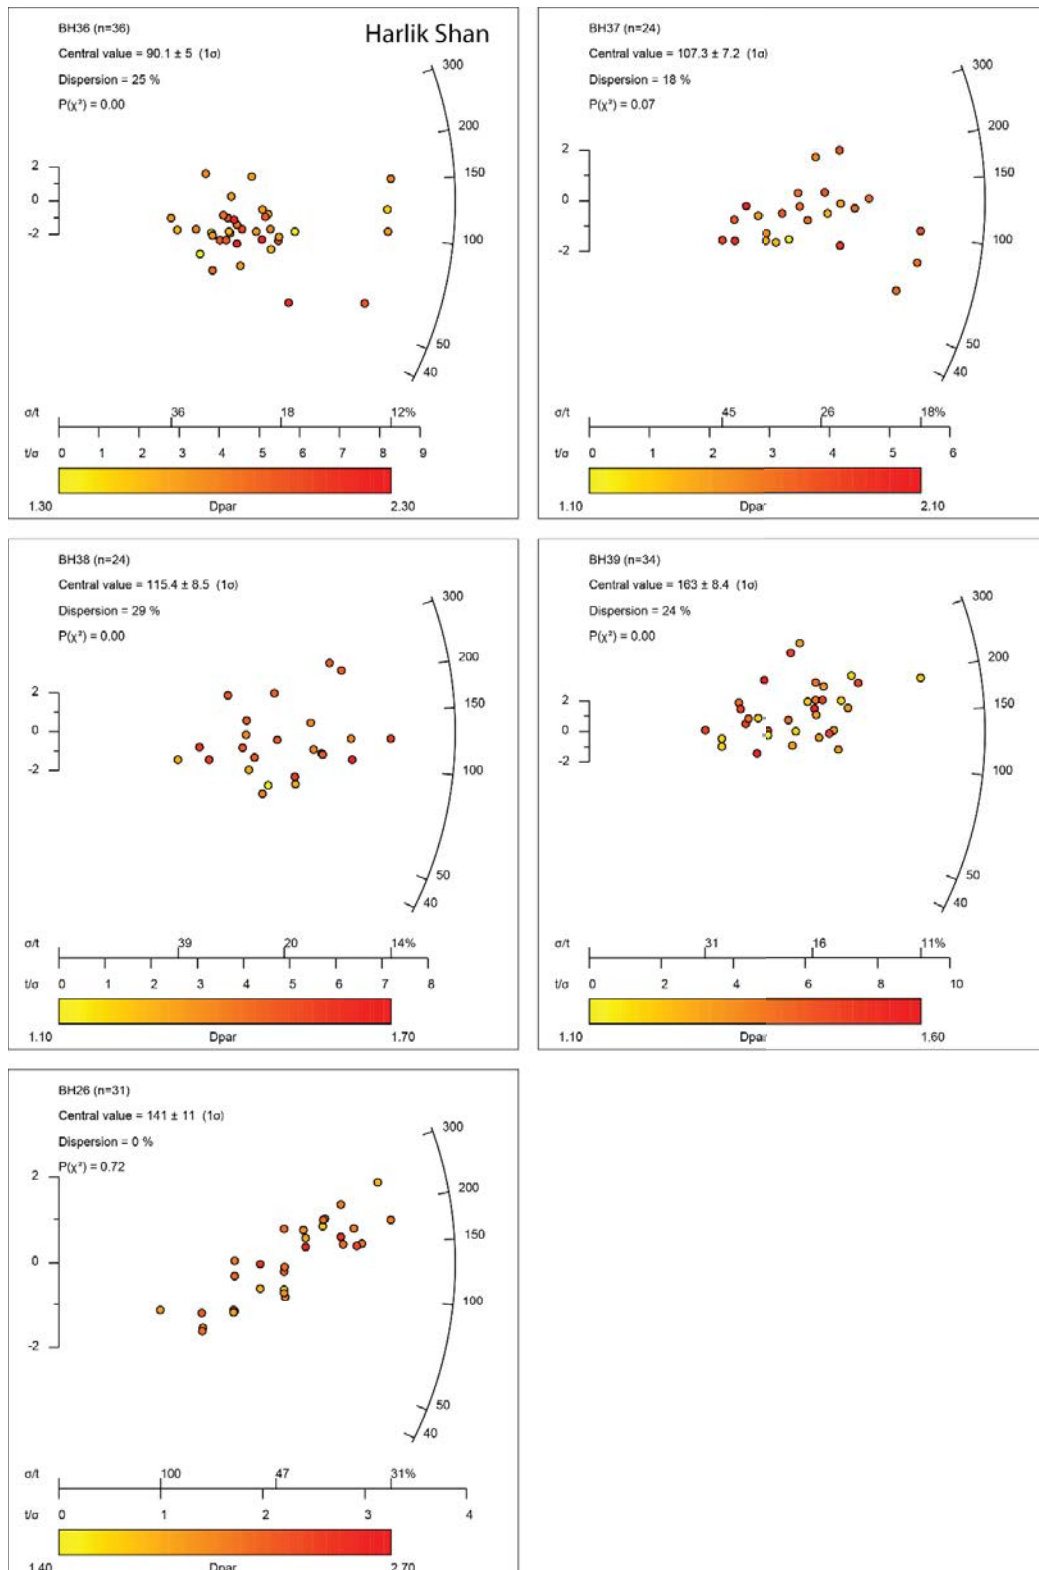 Harlik Shan
BH36 (n=36)
Central value = 90.1 ± 5 (1σ)
Dispersion = 25 %
P(χ²) = 0.00
300
200
150
100
50
40
2
0
-2
σ/t 36 18 12%
t/σ 0 1 2 3 4 5 6 7 8 9
1.30 Dpar 2.30
BH37 (n=24)
Central value = 107.3 ± 7.2 (1σ)
Dispersion = 18 %
P(χ²) = 0.07
300
200
150
100
50
40
2
0
-2
σ/t 45 26 18%
t/σ 0 1 2 3 4 5 6
1.10 Dpar 2.10
BH38 (n=24)
Central value = 115.4 ± 8.5 (1σ)
Dispersion = 29 %
P(χ²) = 0.00
300
200
150
100
50
40
2
0
-2
σ/t 39 20 14%
t/σ 0 1 2 3 4 5 6 7 8
1.10 Dpar 1.70
BH39 (n=34)
Central value = 163 ± 8.4 (1σ)
Dispersion = 24 %
P(χ²) = 0.00
300
200
150
100
50
40
2
0
-2
σ/t 31 16 11%
t/σ 0 2 4 6 8 10
1.10 Dpar 1.60
BH26 (n=31)
Central value = 141 ± 11 (1σ)
Dispersion = 0 %
P(χ²) = 0.72
300
200
150
100
50
40
2
0
-2
σ/t 100 47 31%
t/σ 0 1 2 3 4
1.40 Dpar 2.70